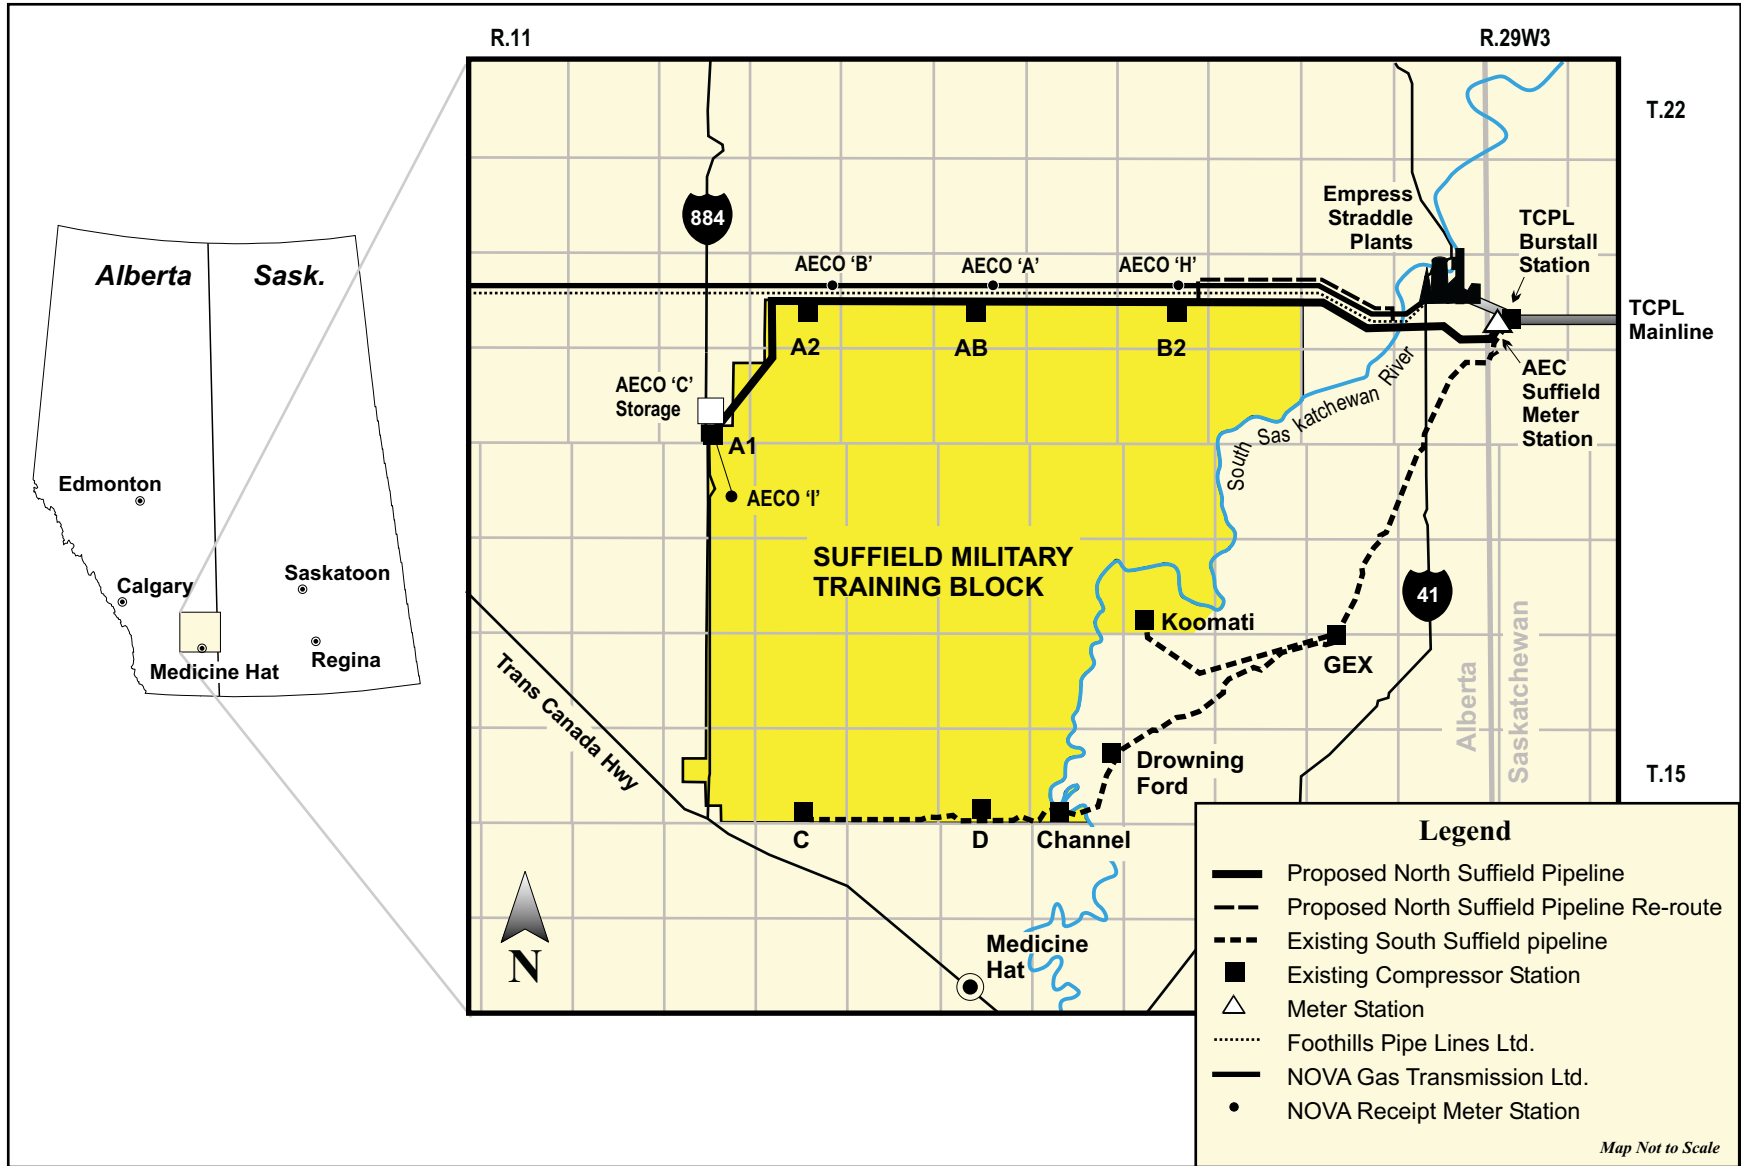 R.11
R.29W3
T.22
884
Empress
Straddle
Plants
TCPL
Burstall
Station
AECO ‘B’
AECO ‘A’
AECO ‘H’
TCPL
Mainline
A2
AB
B2
AEC
Suffield
Meter
Station
AECO ‘C’
Storage
A1
AECO ‘I’
South Sas katchewan River
Alberta
Sask.
Edmonton
Calgary
Saskatoon
Medicine Hat
Regina
SUFFIELD MILITARY
TRAINING BLOCK
41
Koomati
GEX
Trans Canada Hwy
Alberta
Saskatchewan
Drowning
Ford
T.15
C
D
Channel
N
Medicine
Hat
Legend
Proposed North Suffield Pipeline
Proposed North Suffield Pipeline Re-route
Existing South Suffield pipeline
Existing Compressor Station
Meter Station
Foothills Pipe Lines Ltd.
NOVA Gas Transmission Ltd.
NOVA Receipt Meter Station
Map Not to Scale